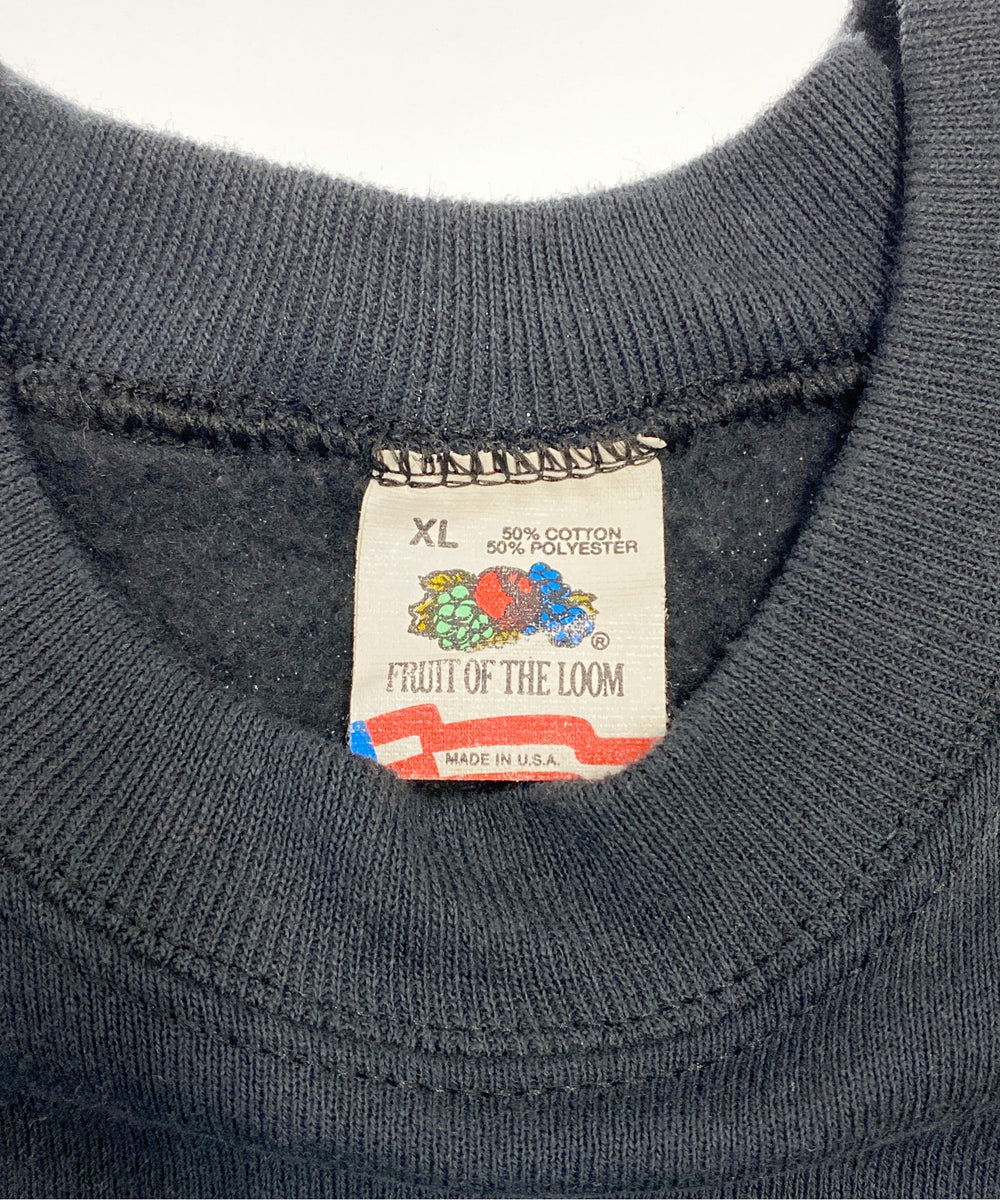 XL
50% COTTON
50% POLYESTER
®
FRUIT OF THE LOOM
MADE IN U.S.A.